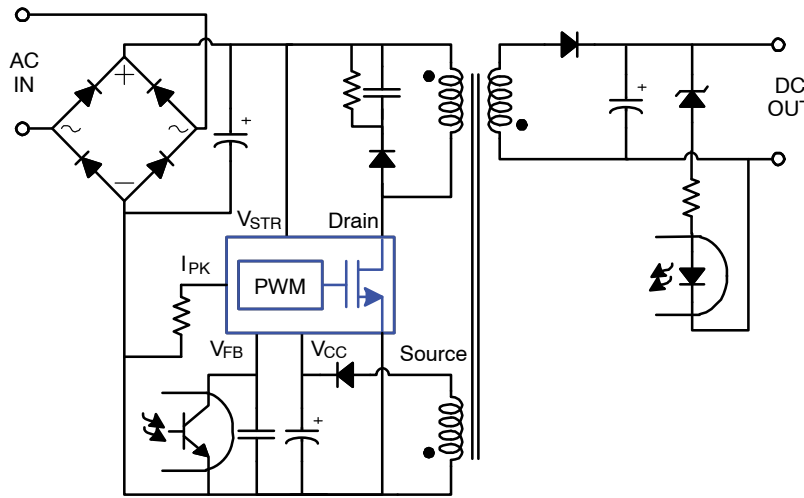 AC
IN
+
~
~
−
+
+
DC
OUT
VSTR
Drain
IPK
PWM
VFB
VCC
Source
+